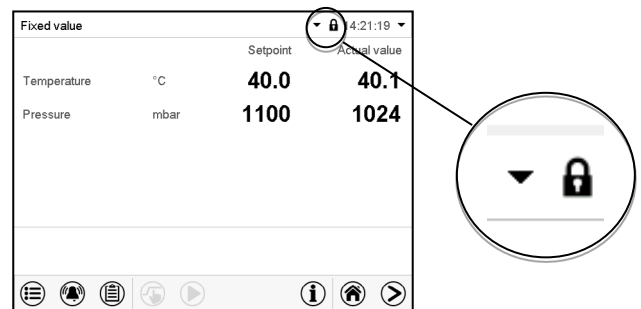 Fixed value 14:21:19
Setpoint Actual value
Temperature °C 40.0 40.1
Pressure mbar 1100 1024